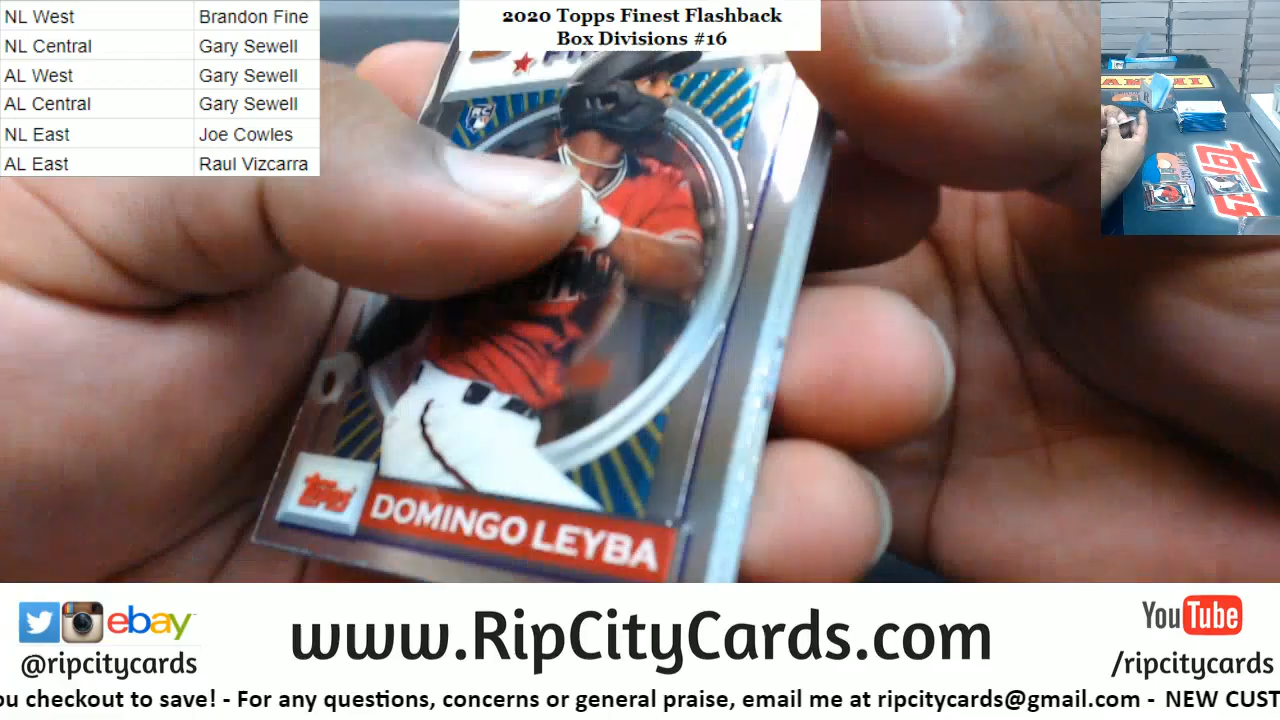 NL West Brandon Fine
NL Central Gary Sewell
AL West Gary Sewell
AL Central Gary Sewell
NL East Joe Cowles
AL East Raul Vizcarra
2020 Topps Finest Flashback
Box Divisions #16
RC
Topps
DOMINGO LEYBA
ebay
@ripcitycards
www.RipCityCards.com
YouTube
/ripcitycards
ou checkout to save! - For any questions, concerns or general praise, email me at ripcitycards@gmail.com - NEW CUST